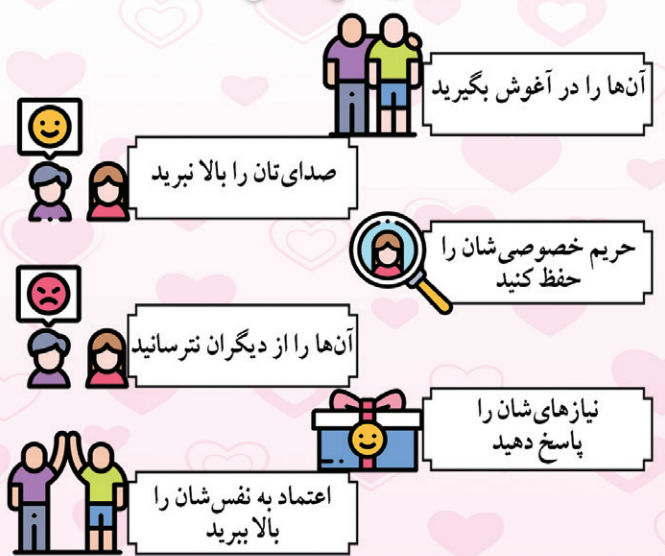 آن‌ها را در آغوش بگیرید
صدای‌تان را بالا نبرید
حریم خصوصی‌شان را
حفظ کنید
آن‌ها را از دیگران نترسانید
نیازهای‌شان را
پاسخ دهید
اعتماد به نفس‌شان را
بالا ببرید